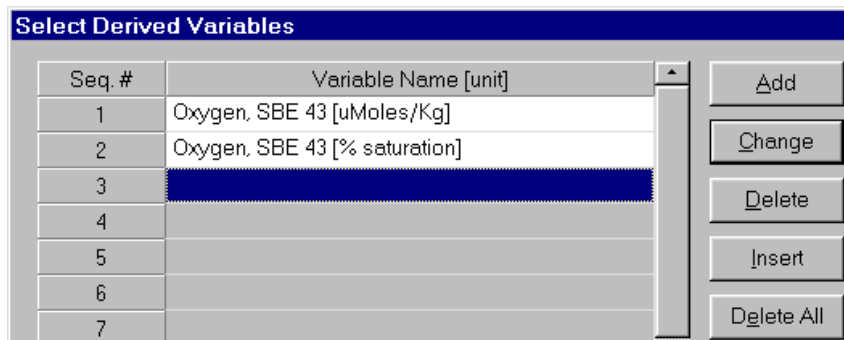 Select Derived Variables
Seq. # Variable Name [unit] Add
1 Oxygen, SBE 43 [uMoles/Kg]
2 Oxygen, SBE 43 [% saturation] Change
3 Delete
4
5 Insert
6
7 Delete All